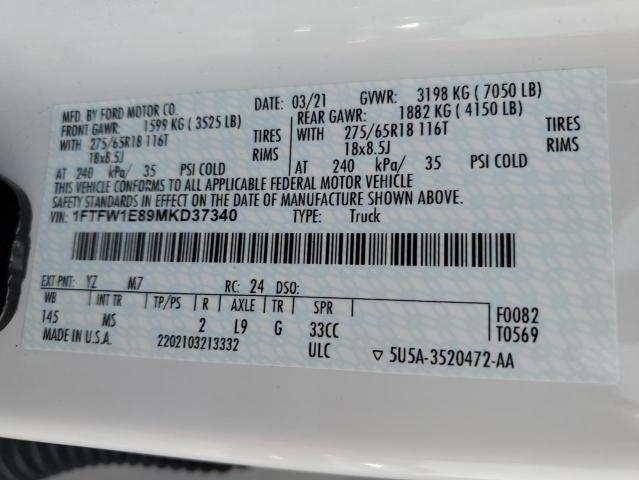 MFD. BY FORD MOTOR CO. DATE: 03/21 GVWR: 3198 KG ( 7050 LB)
FRONT GAWR: 1599 KG ( 3525 LB) REAR GAWR: 1882 KG ( 4150 LB)
WITH 275/65R18 116T TIRES WITH 275/65R18 116T TIRES
18x8.5J RIMS 18x8.5J RIMS
AT 240 kPa/ 35 PSI COLD AT 240 kPa/ 35 PSI COLD
THIS VEHICLE CONFORMS TO ALL APPLICABLE FEDERAL MOTOR VEHICLE
SAFETY STANDARDS IN EFFECT ON THE DATE OF MANUFACTURE SHOWN ABOVE.
VIN: 1FTFW1E89MKD37340 TYPE: Truck
EXT PNT: YZ M7 RC: 24 DSO:
WB INT TR TP/PS R AXLE TR SPR F0082
145 MS 2 L9 G 33CC T0569
MADE IN U.S.A. 2202103213332 ULC ▽ 5U5A-3520472-AA